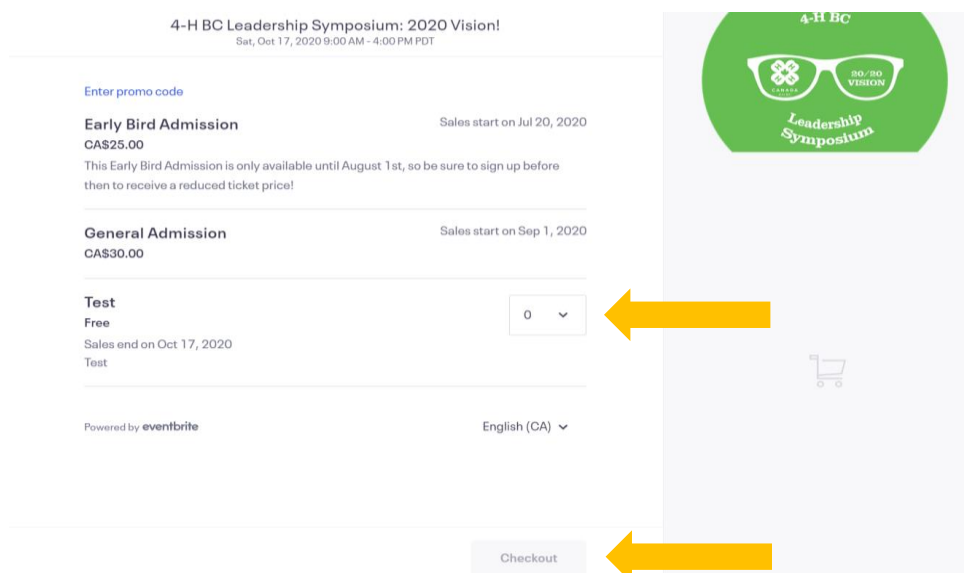 4-H BC Leadership Symposium: 2020 Vision!
Sat, Oct 17, 2020 9:00 AM - 4:00 PM PDT
Enter promo code
Early Bird Admission
Sales start on Jul 20, 2020
CA$25.00
This Early Bird Admission is only available until August 1st, so be sure to sign up before
then to receive a reduced ticket price!
General Admission
Sales start on Sep 1, 2020
CA$30.00
Test
Free
0
Sales end on Oct 17, 2020
Test
Powered by eventbrite
English (CA)
Checkout
4-H BC
H H H H
CANADA
20/20
VISION
Leadership
Symposium